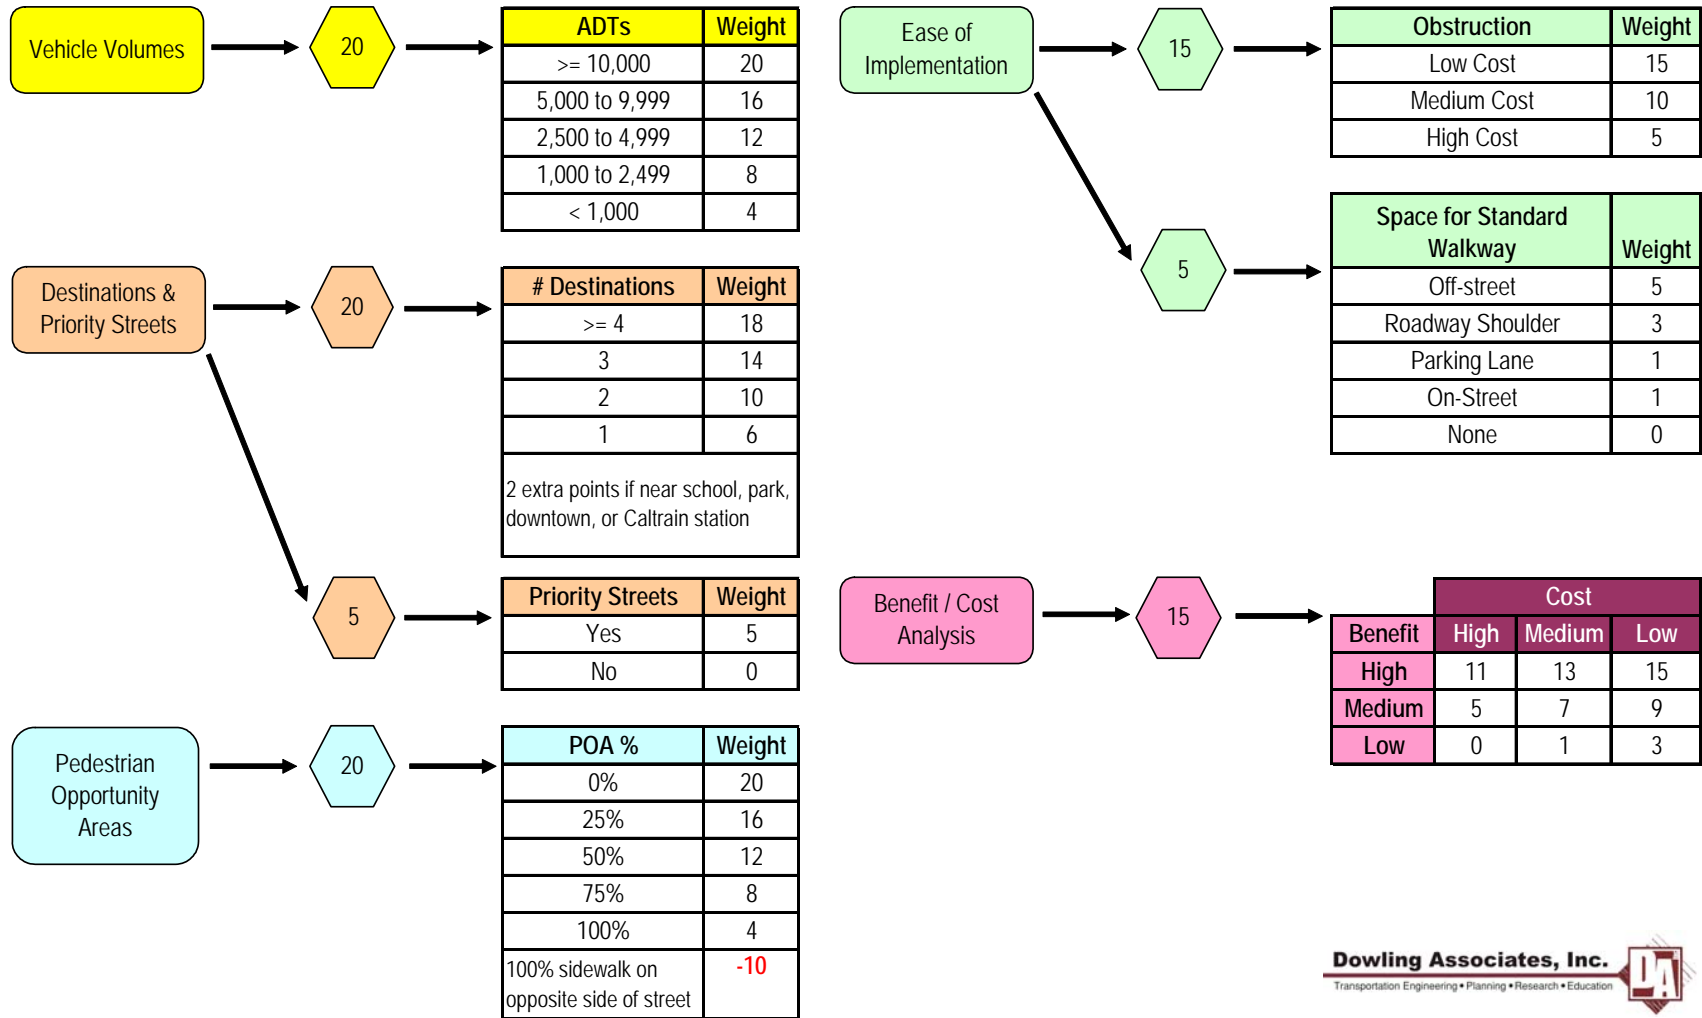 Vehicle Volumes
20
ADTs Weight
>= 10,000 20
5,000 to 9,999 16
2,500 to 4,999 12
1,000 to 2,499 8
< 1,000 4
Destinations &
Priority Streets
20
# Destinations Weight
>= 4 18
3 14
2 10
1 6
2 extra points if near school, park,
downtown, or Caltrain station
5
Priority Streets Weight
Yes 5
No 0
Pedestrian
Opportunity
Areas
20
POA % Weight
0% 20
25% 16
50% 12
75% 8
100% 4
100% sidewalk on
opposite side of street
-10
Ease of
Implementation
15
Obstruction Weight
Low Cost 15
Medium Cost 10
High Cost 5
5
Space for Standard
Walkway Weight
Off-street 5
Roadway Shoulder 3
Parking Lane 1
On-Street 1
None 0
Benefit / Cost
Analysis
15
Cost
Benefit High Medium Low
High 11 13 15
Medium 5 7 9
Low 0 1 3
Dowling Associates, Inc.
Transportation Engineering • Planning • Research • Education
DA